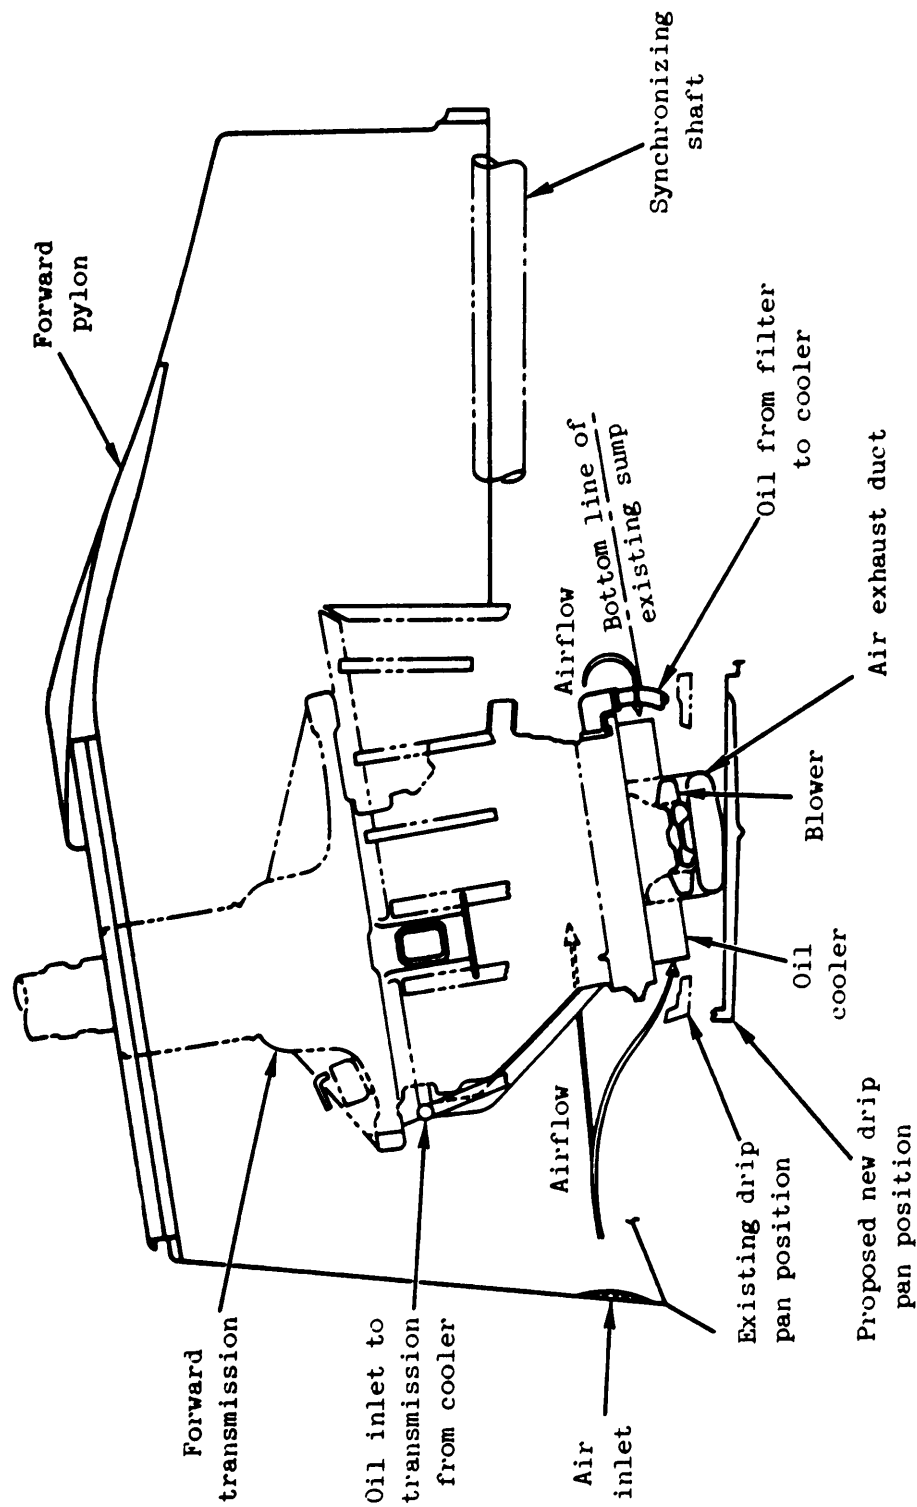 Forward
pylon
Synchronizing
shaft
Oil from filter
to cooler
Bottom line of
existing sump
Airflow
Air exhaust duct
Blower
Oil
cooler
Airflow
Existing drip
pan position
Proposed new drip
pan position
Forward
transmission
Oil inlet to
transmission
from cooler
Air
inlet